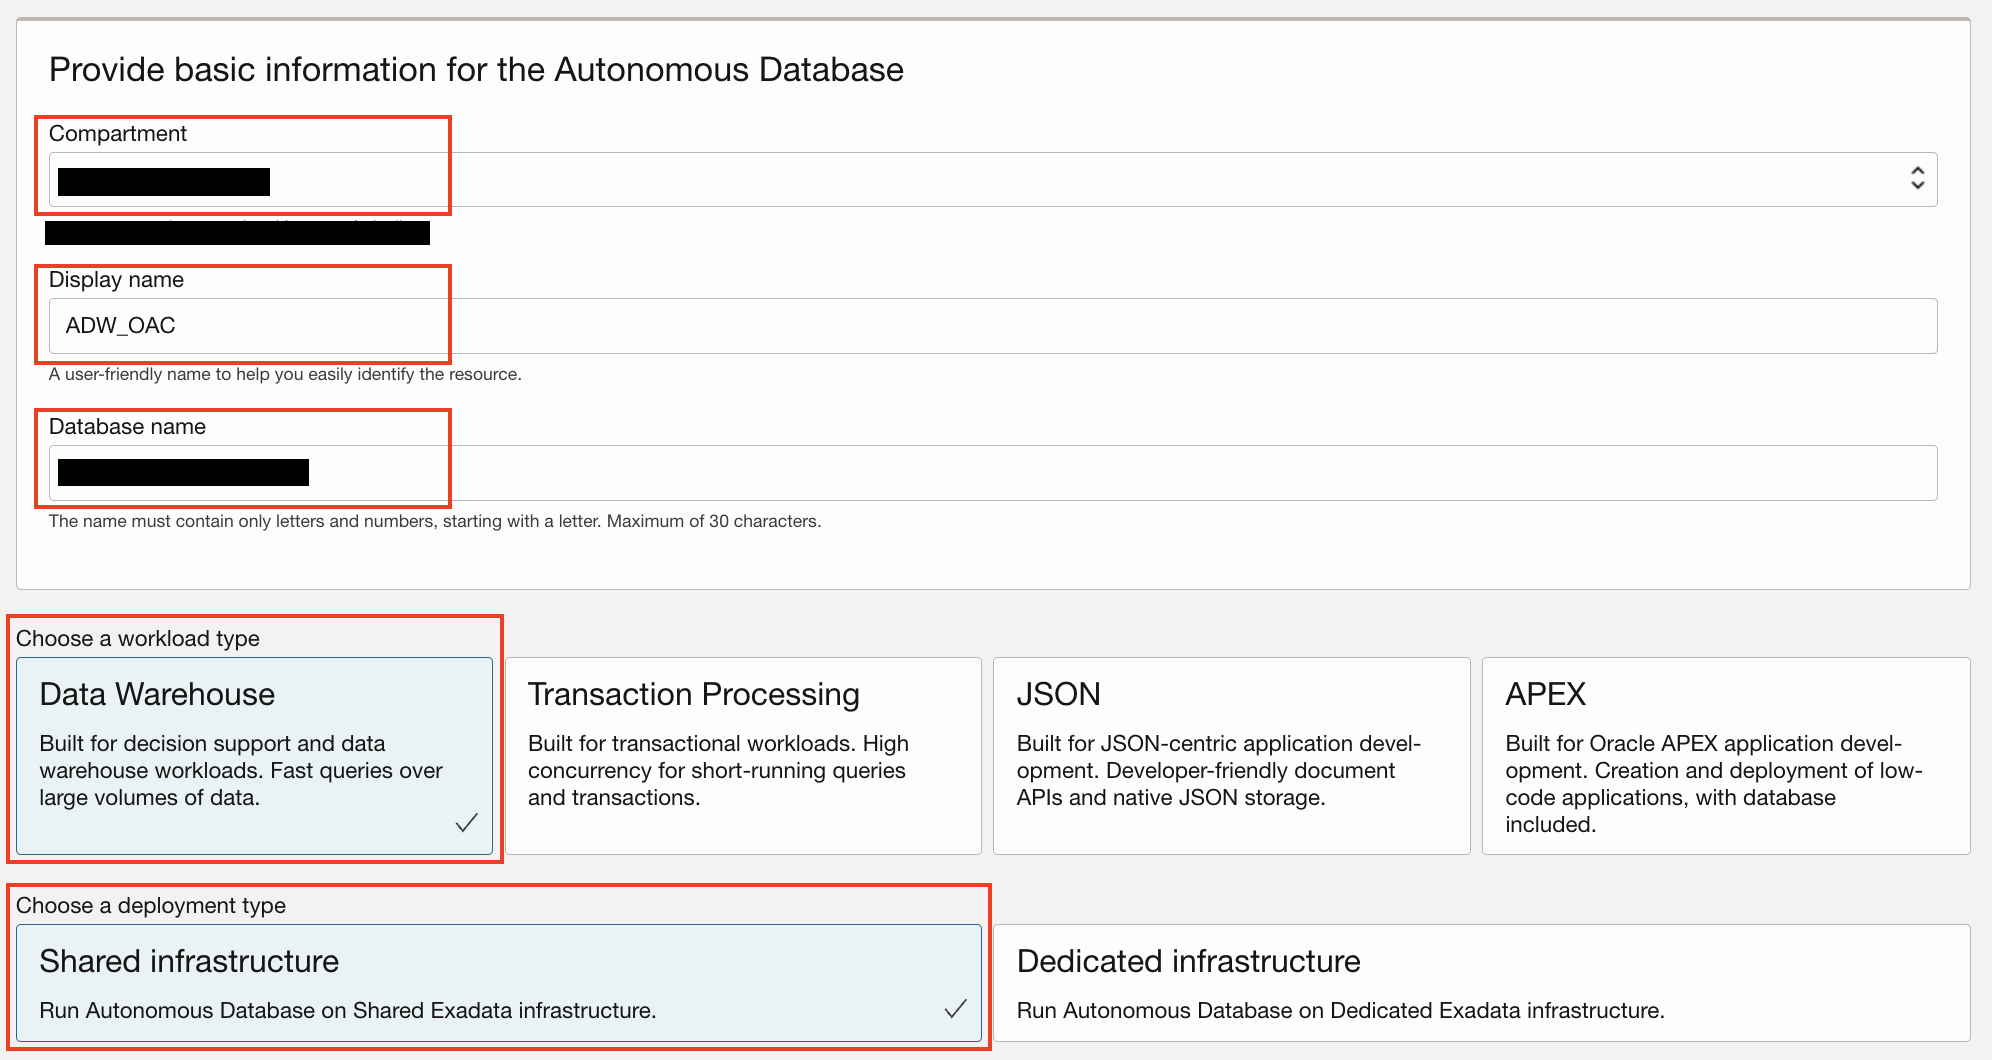 Provide basic information for the Autonomous Database
Compartment
Display name
ADW_OAC
A user-friendly name to help you easily identify the resource.
Database name
The name must contain only letters and numbers, starting with a letter. Maximum of 30 characters.
Choose a workload type
Data Warehouse
Built for decision support and data
warehouse workloads. Fast queries over
large volumes of data.
Transaction Processing
Built for transactional workloads. High
concurrency for short-running queries
and transactions.
JSON
Built for JSON-centric application devel-
opment. Developer-friendly document
APIs and native JSON storage.
APEX
Built for Oracle APEX application devel-
opment. Creation and deployment of low-
code applications, with database
included.
Choose a deployment type
Shared infrastructure
Run Autonomous Database on Shared Exadata infrastructure.
Dedicated infrastructure
Run Autonomous Database on Dedicated Exadata infrastructure.